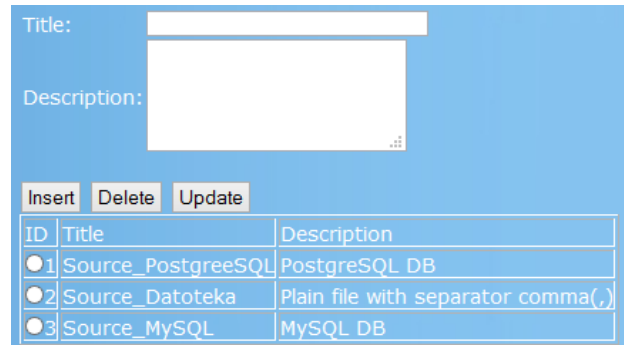 Title:
Description:
Insert Delete Update
ID Title Description
1 Source_PostgreeSQL PostgreSQL DB
2 Source_Datoteka Plain file with separator comma(,)
3 Source_MySQL MySQL DB